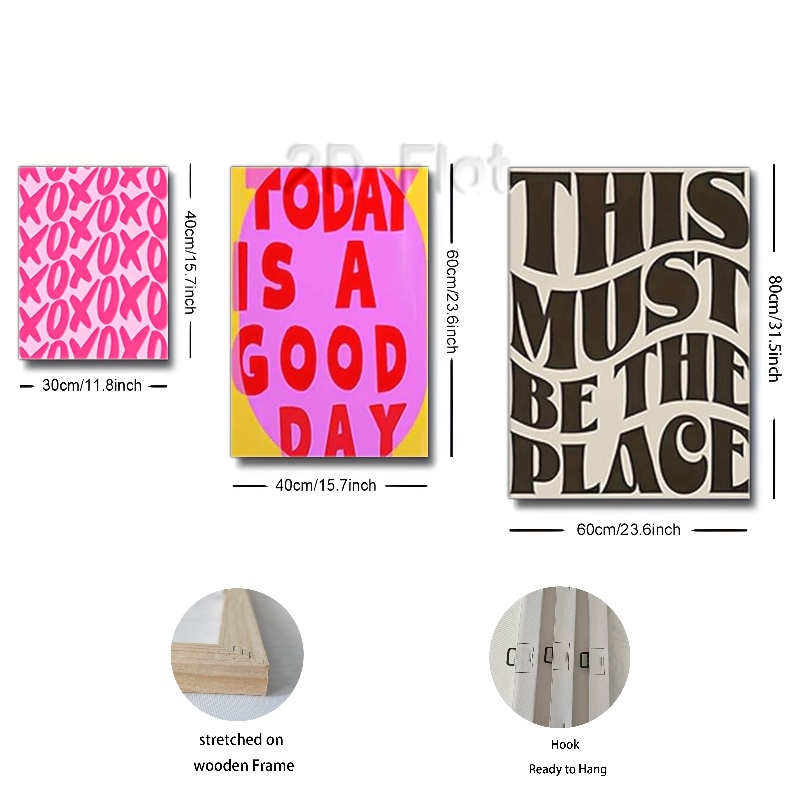 2D Flat
XOXOXO
XOXOXO
XOXOXO
XOXOXO
XOXOXO
XOXOXO
40cm/15.7inch
30cm/11.8inch
TODAY
IS A
GOOD
DAY
60cm/23.6inch
40cm/15.7inch
THIS
MUST
BE THE
PLACE
80cm/31.5inch
60cm/23.6inch
stretched on
wooden Frame
Hook
Ready to Hang